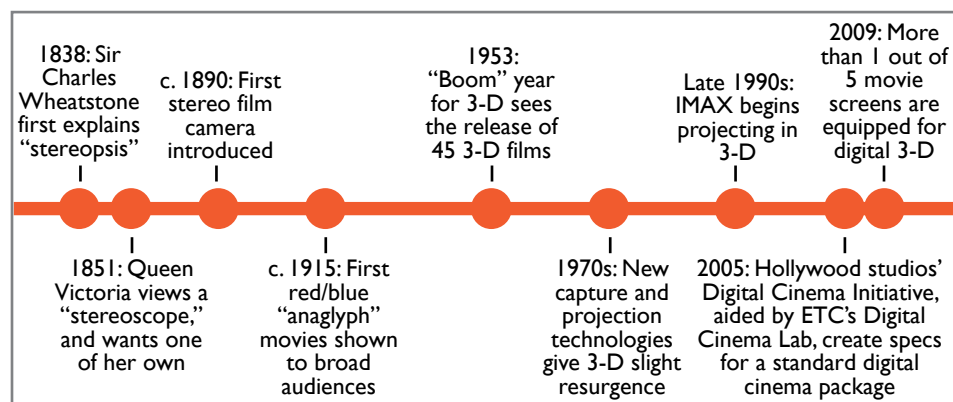 1838: Sir
Charles
Wheatstone
first explains
“stereopsis”
1851: Queen
Victoria views a
“stereoscope,”
and wants one
of her own
c. 1890: First
stereo film
camera
introduced
c. 1915: First
red/blue
“anaglyph”
movies shown
to broad
audiences
1953:
“Boom” year
for 3-D sees
the release of
45 3-D films
1970s: New
capture and
projection
technologies
give 3-D slight
resurgence
Late 1990s:
IMAX begins
projecting in
3-D
2005: Hollywood studios’
Digital Cinema Initiative,
aided by ETC’s Digital
Cinema Lab, create specs
for a standard digital
cinema package
2009: More
than 1 out of
5 movie
screens are
equipped for
digital 3-D